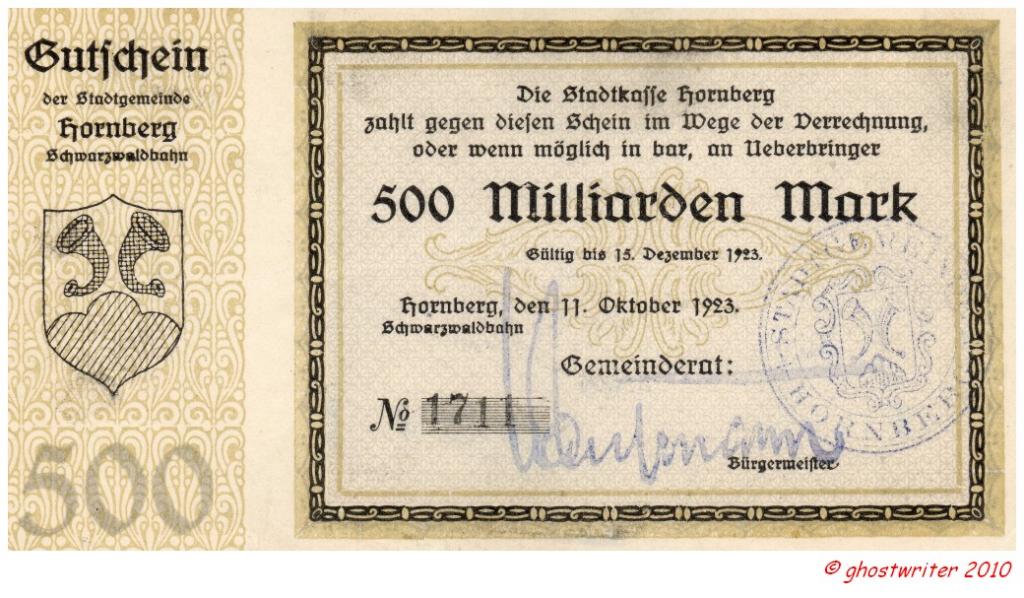 Gutschein
der Stadtgemeinde
Hornberg
Schwarzwaldbahn
500
Die Stadtkasse Hornberg
zahlt gegen diesen Schein im Wege der Verrechnung,
oder wenn möglich in bar, an Ueberbringer
500 Milliarden Mark
Gültig bis 15. Dezember 1923.
Hornberg, den 11. Oktober 1923.
Schwarzwaldbahn
Gemeinderat:
STADTGEMEINDE HORNBERG
№ 1711
Bürgermeister
© ghostwriter 2010